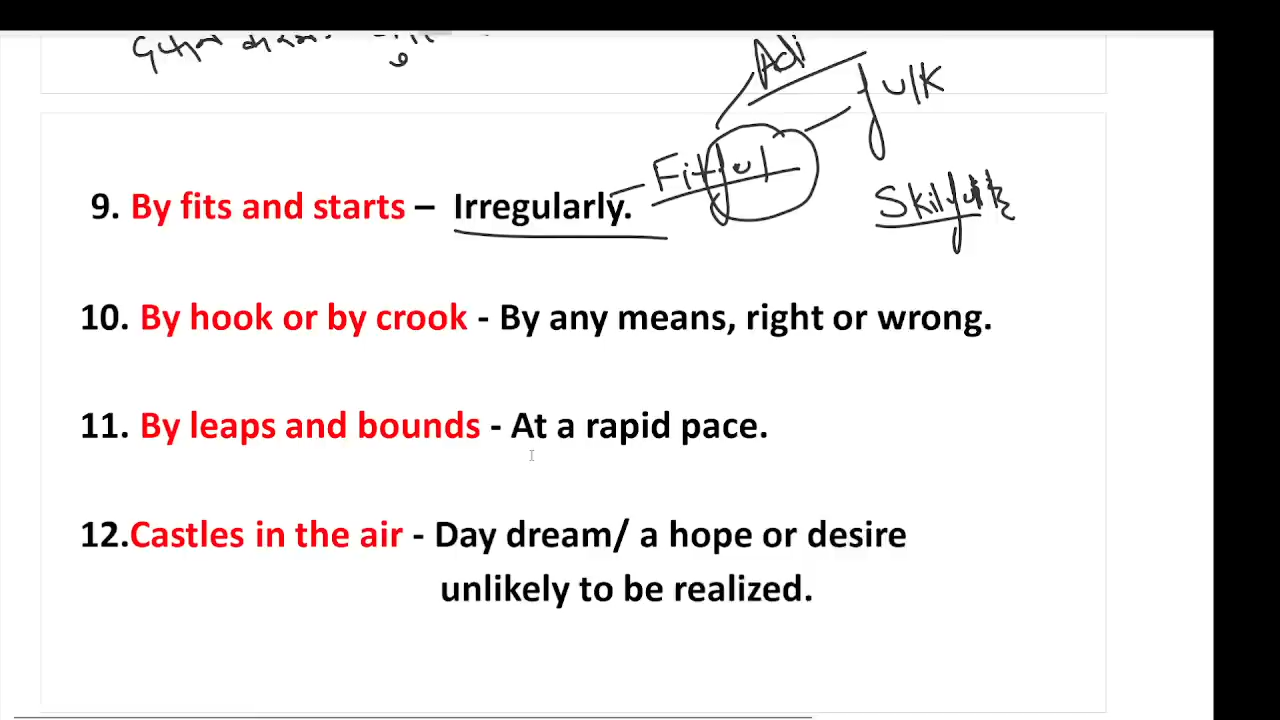 Adj
ful
Fitful
Skilful
9. By fits and starts – Irregularly.
10. By hook or by crook - By any means, right or wrong.
11. By leaps and bounds - At a rapid pace.
12.Castles in the air - Day dream/ a hope or desire
unlikely to be realized.